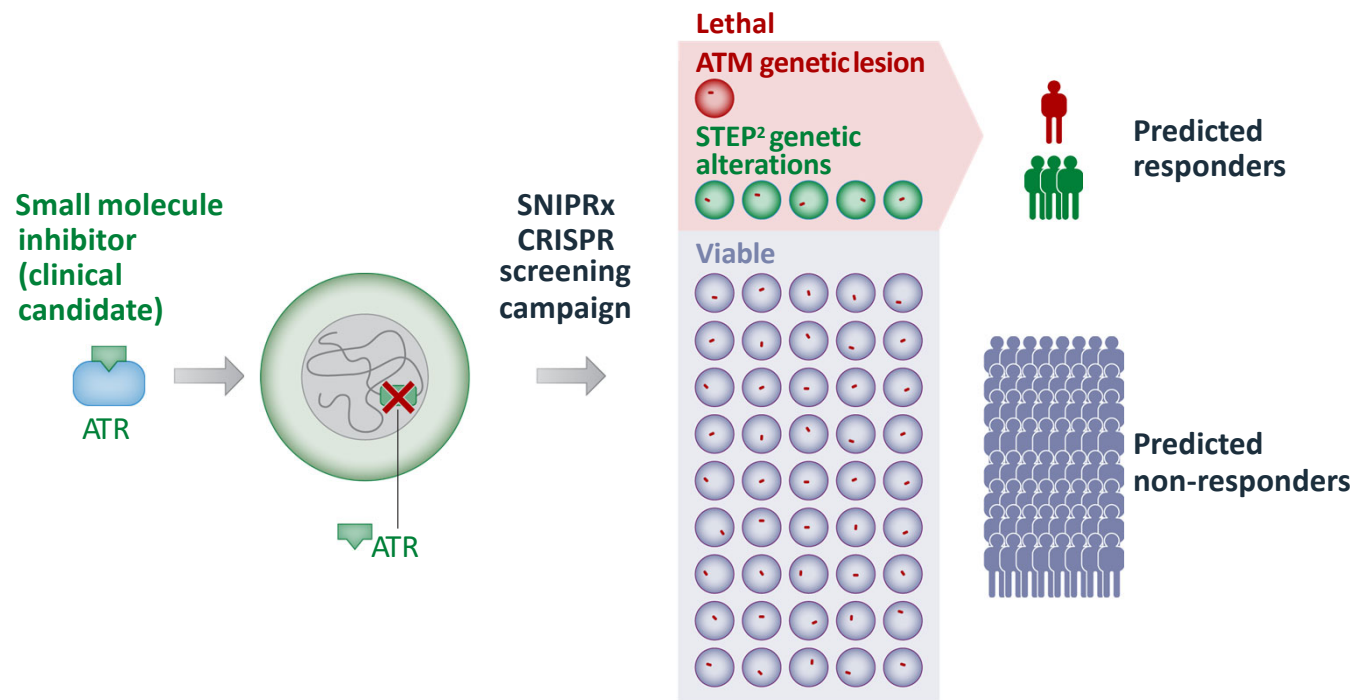 Small molecule
inhibitor
(clinical
candidate)
ATR
ATR
SNIPRx
CRISPR
screening
campaign
Lethal
ATM genetic lesion
STEP² genetic
alterations
Viable
Predicted
responders
Predicted
non-responders